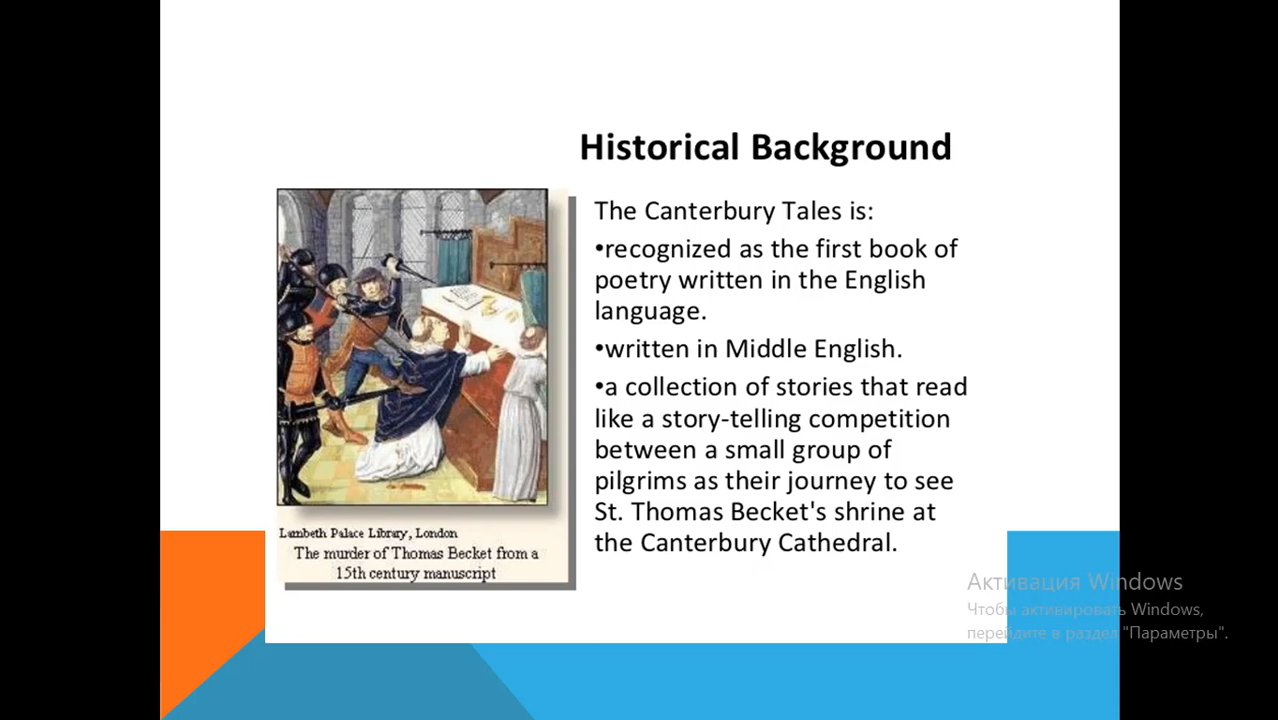 Historical Background
The Canterbury Tales is:
•recognized as the first book of
poetry written in the English
language.
•written in Middle English.
•a collection of stories that read
like a story-telling competition
between a small group of
pilgrims as their journey to see
St. Thomas Becket's shrine at
the Canterbury Cathedral.
Lambeth Palace Library, London
The murder of Thomas Becket from a
15th century manuscript
Активация Windows
Чтобы активировать Windows,
перейдите в раздел "Параметры".